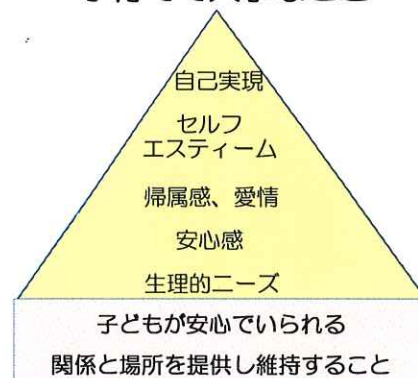 自己実現
セルフ
エスティーム
帰属感、愛情
安心感
生理的ニーズ
子どもが安心でいられる
関係と場所を提供し維持すること